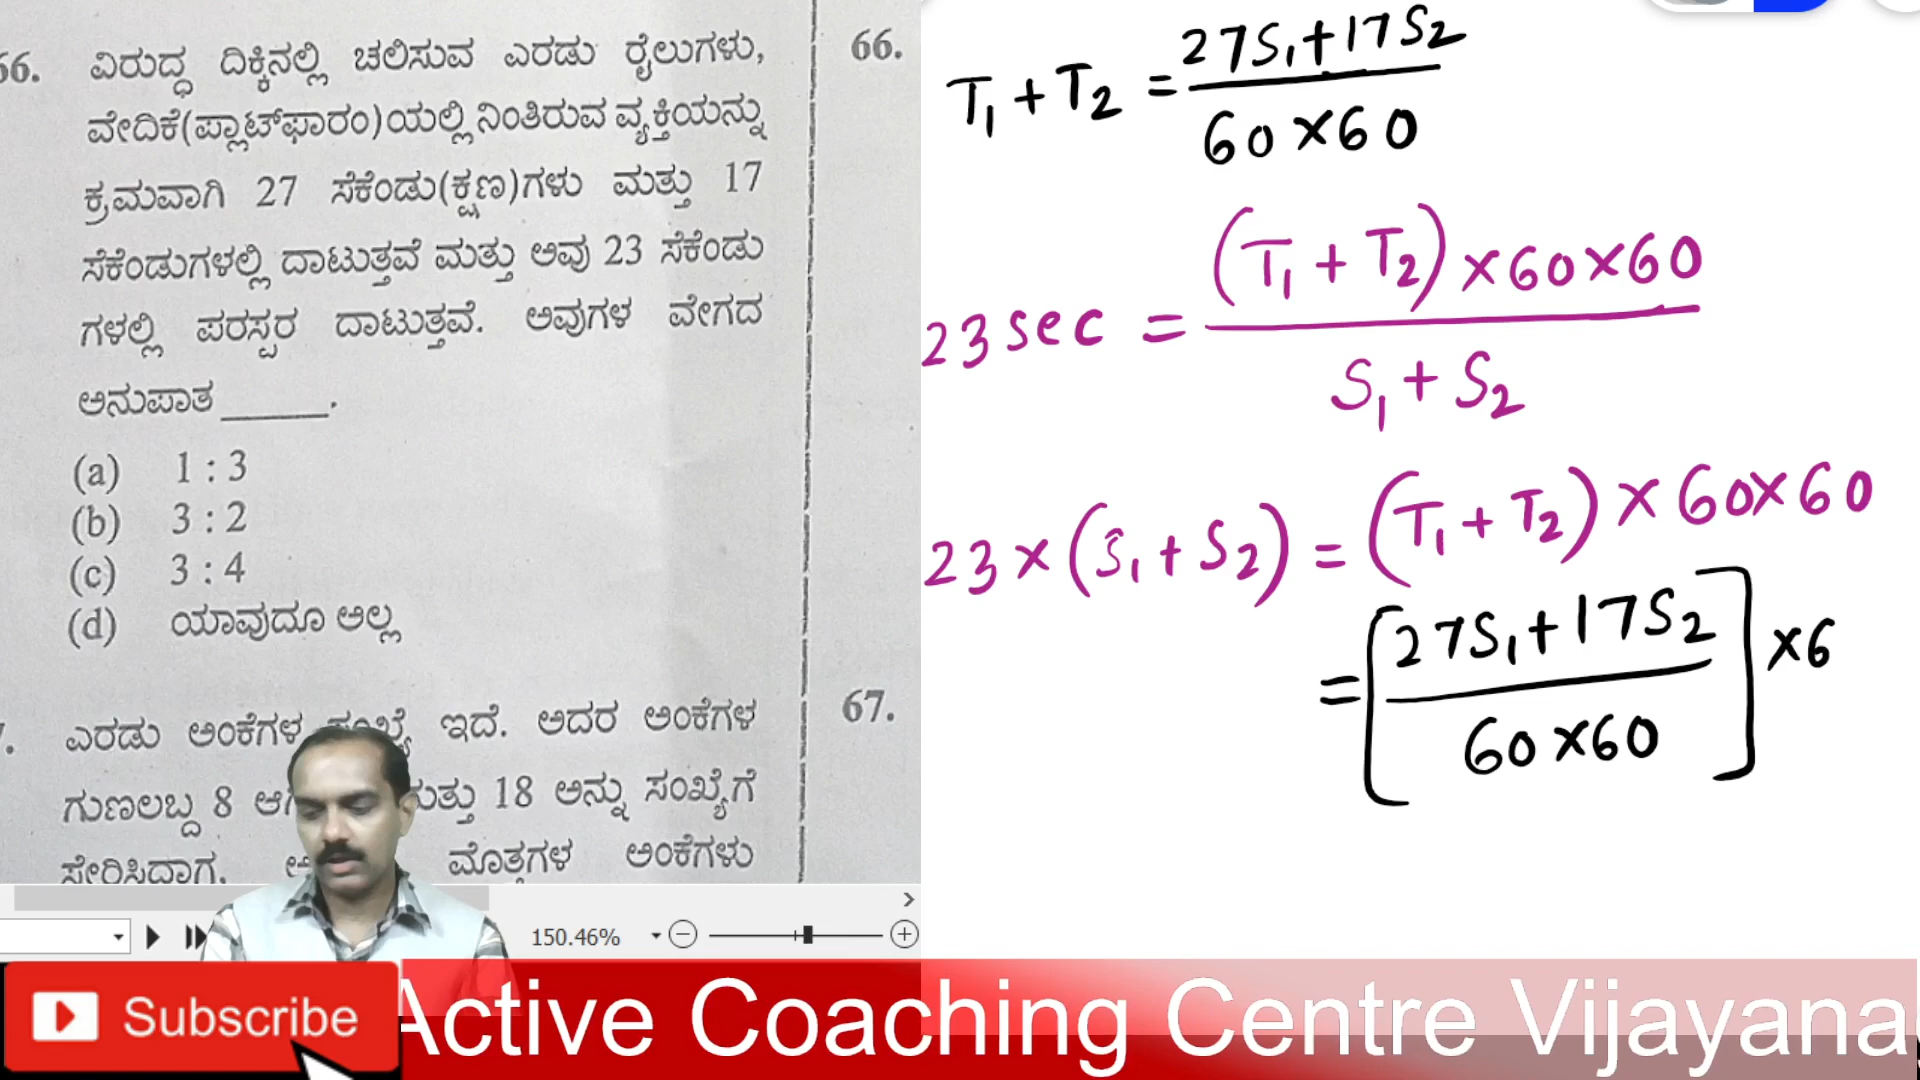 66.
ವಿರುದ್ಧ ದಿಕ್ಕಿನಲ್ಲಿ ಚಲಿಸುವ ಎರಡು ರೈಲುಗಳು,
ವೇದಿಕೆ(ಪ್ಲಾಟ್‌ಫಾರಂ)ಯಲ್ಲಿ ನಿಂತಿರುವ ವ್ಯಕ್ತಿಯನ್ನು
ಕ್ರಮವಾಗಿ 27 ಸೆಕೆಂಡು(ಕ್ಷಣ)ಗಳು ಮತ್ತು 17
ಸೆಕೆಂಡುಗಳಲ್ಲಿ ದಾಟುತ್ತವೆ ಮತ್ತು ಅವು 23 ಸೆಕೆಂಡು
ಗಳಲ್ಲಿ ಪರಸ್ಪರ ದಾಟುತ್ತವೆ. ಅವುಗಳ ವೇಗದ
ಅನುಪಾತ _____.
(a) 1 : 3
(b) 3 : 2
(c) 3 : 4
(d) ಯಾವುದೂ ಅಲ್ಲ
66.
ಎರಡು ಅಂಕೆಗಳ ಇದೆ. ಅದರ ಅಂಕೆಗಳ
ಗುಣಲಬ್ದ 8 ಮತ್ತು 18 ಅನ್ನು ಸಂಖ್ಯೆಗೆ
ಸೇರಿಸಿದಾಗ, ಮೊತ್ತಗಳ ಅಂಕೆಗಳು
67.
T1 + T2 = 27S1+17S2
60×60
23sec = (T1 + T2)×60×60
S1 + S2
23×(S1+S2) = (T1+T2)×60×60
= [27S1+17S2] ×6
60×60
150.46%
Subscribe
Active Coaching Centre Vijayana